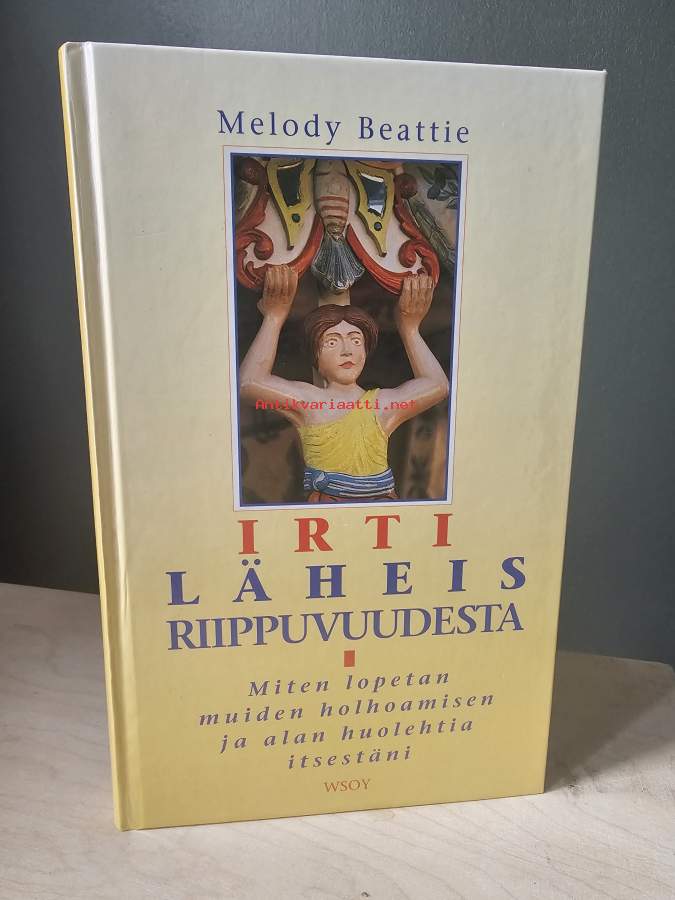 Melody Beattie
Antikvariaatti.net
IRTI
LÄHEIS
RIIPPUVUUDESTA
Miten lopetan
muiden holhoamisen
ja alan huolehtia
itsestäni
WSOY